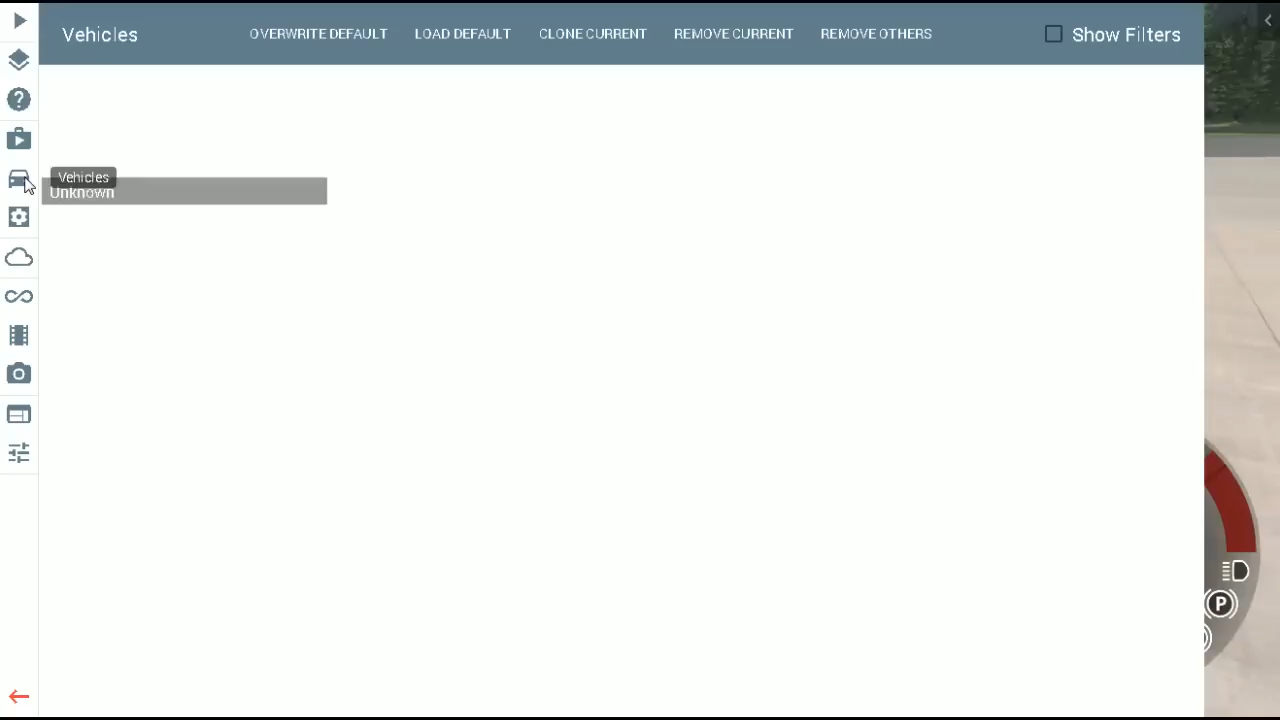 Vehicles
OVERWRITE DEFAULT
LOAD DEFAULT
CLONE CURRENT
REMOVE CURRENT
REMOVE OTHERS
Show Filters
Vehicles
Unknown
P